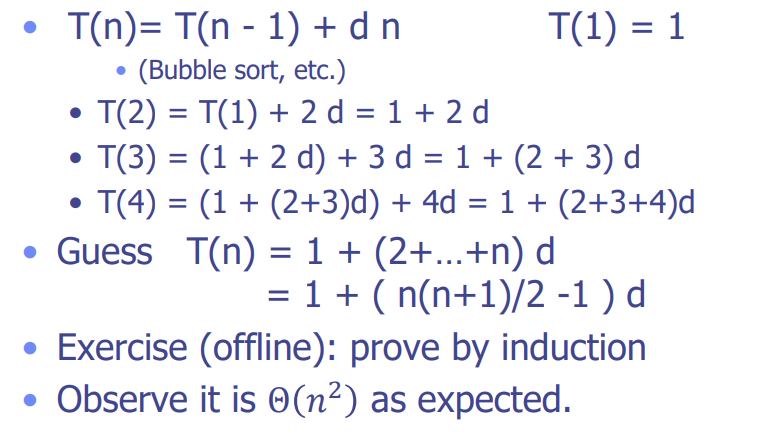 • T(n)= T(n - 1) + d n T(1) = 1
• (Bubble sort, etc.)
• T(2) = T(1) + 2 d = 1 + 2 d
• T(3) = (1 + 2 d) + 3 d = 1 + (2 + 3) d
• T(4) = (1 + (2+3)d) + 4d = 1 + (2+3+4)d
• Guess T(n) = 1 + (2+…+n) d
= 1 + ( n(n+1)/2 -1 ) d
• Exercise (offline): prove by induction
• Observe it is Θ(n²) as expected.